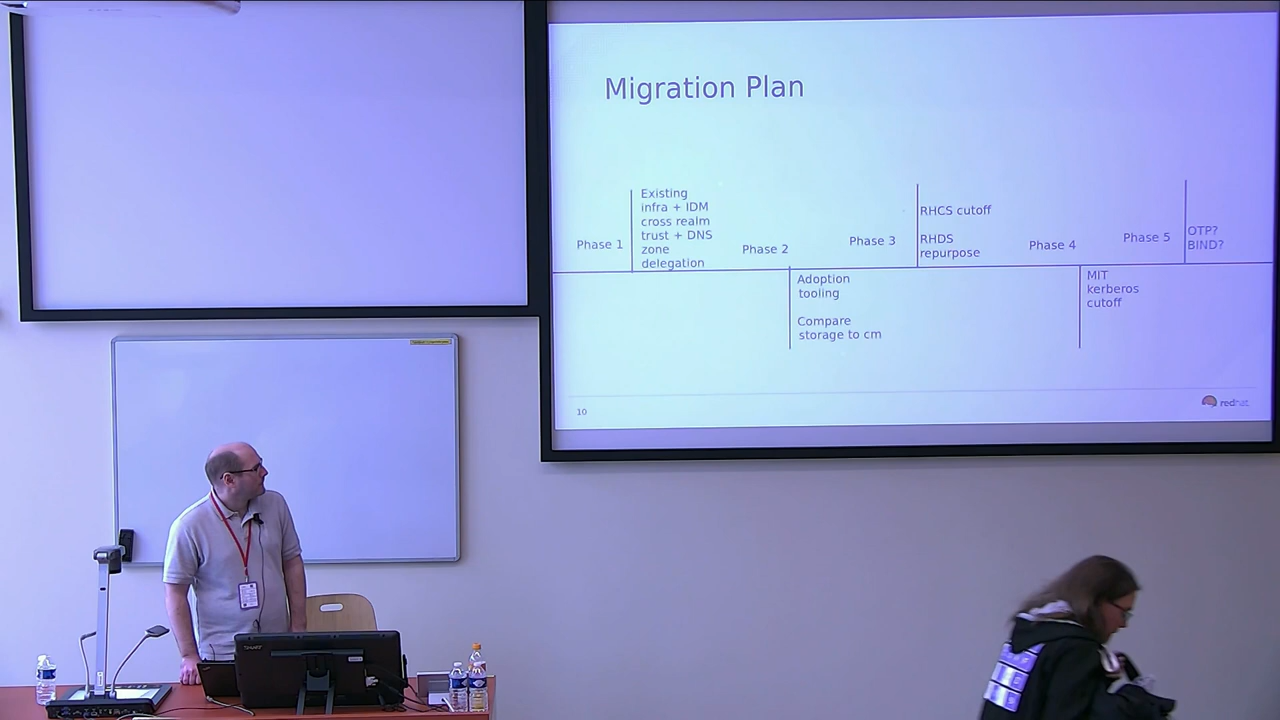 Migration Plan
Existing
infra + IDM
cross realm
trust + DNS
zone
delegation
Phase 1
Phase 2
Phase 3
RHCS cutoff
RHDS
repurpose
Phase 4
Phase 5
OTP?
BIND?
Adoption
tooling
Compare
storage to cm
MIT
kerberos
cutoff
10
redhat